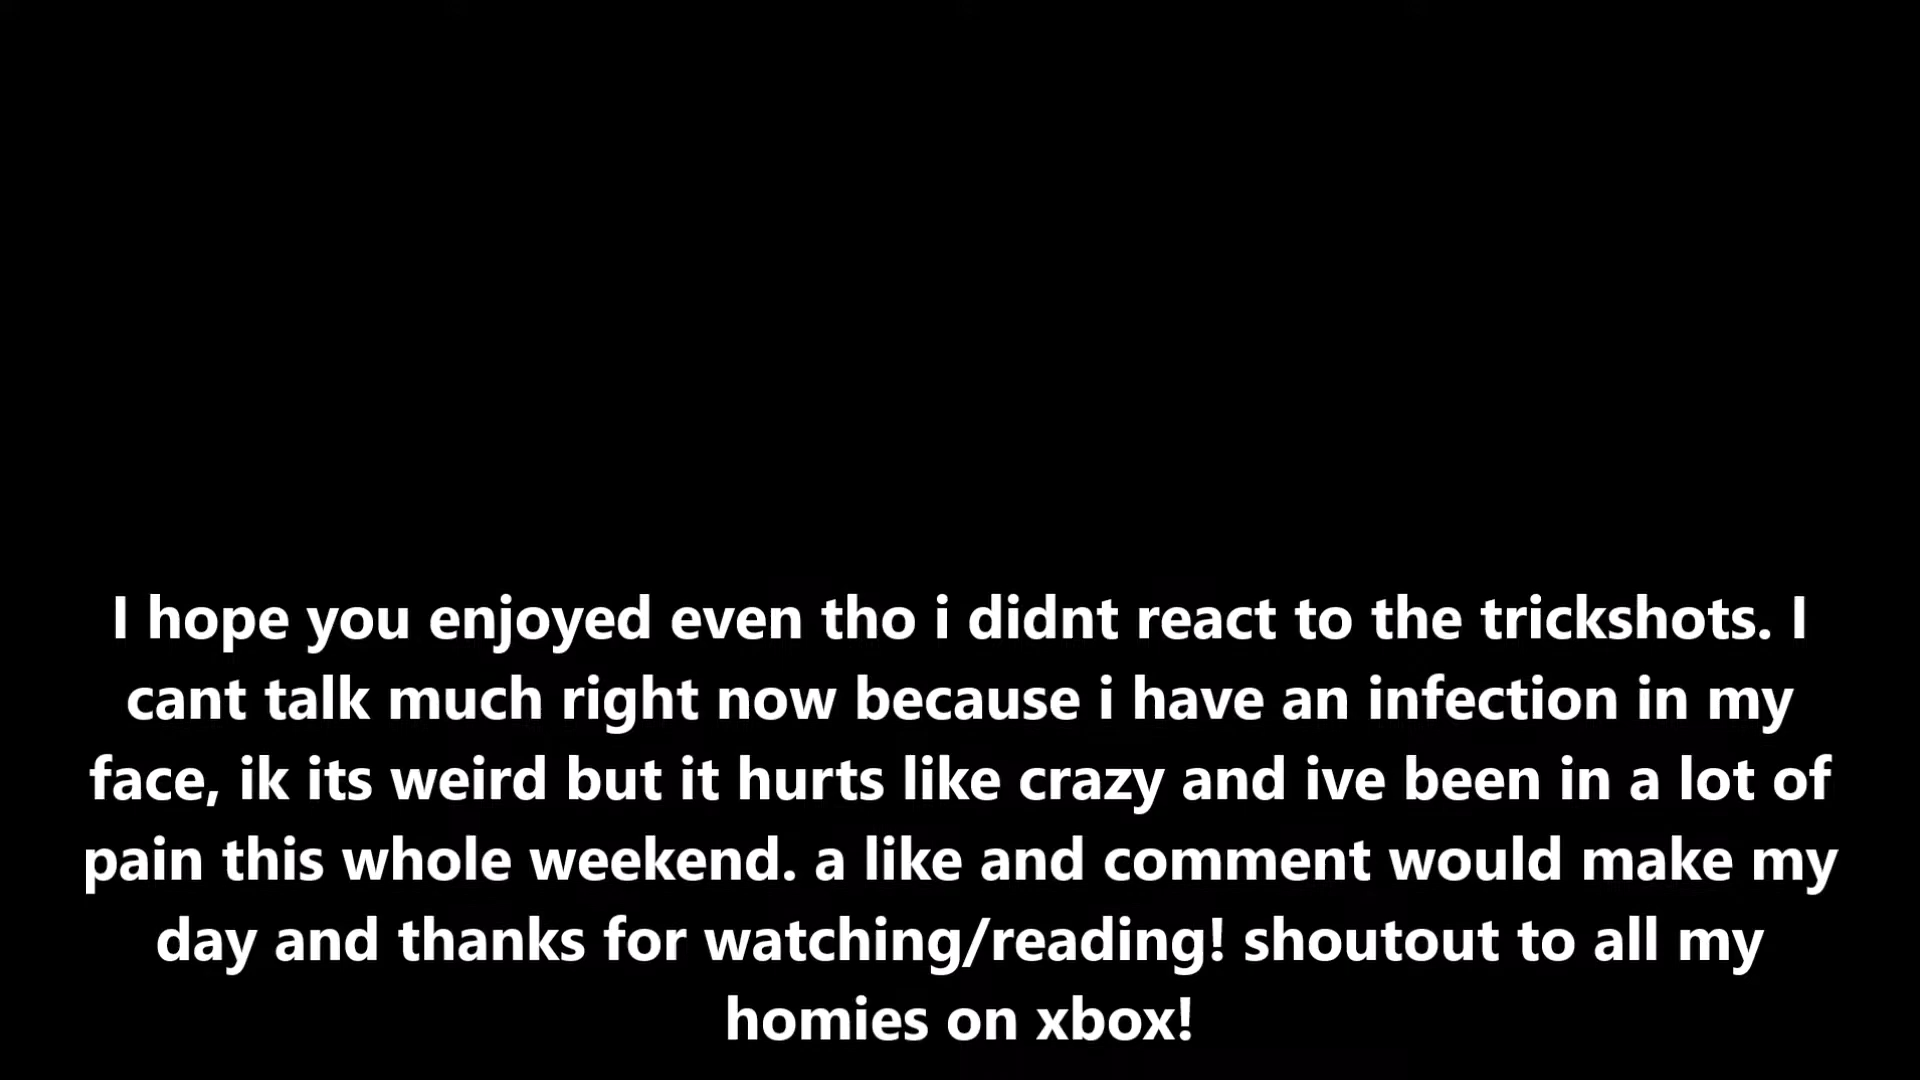 I hope you enjoyed even tho i didnt react to the trickshots. I
cant talk much right now because i have an infection in my
face, ik its weird but it hurts like crazy and ive been in a lot of
pain this whole weekend. a like and comment would make my
day and thanks for watching/reading! shoutout to all my
homies on xbox!